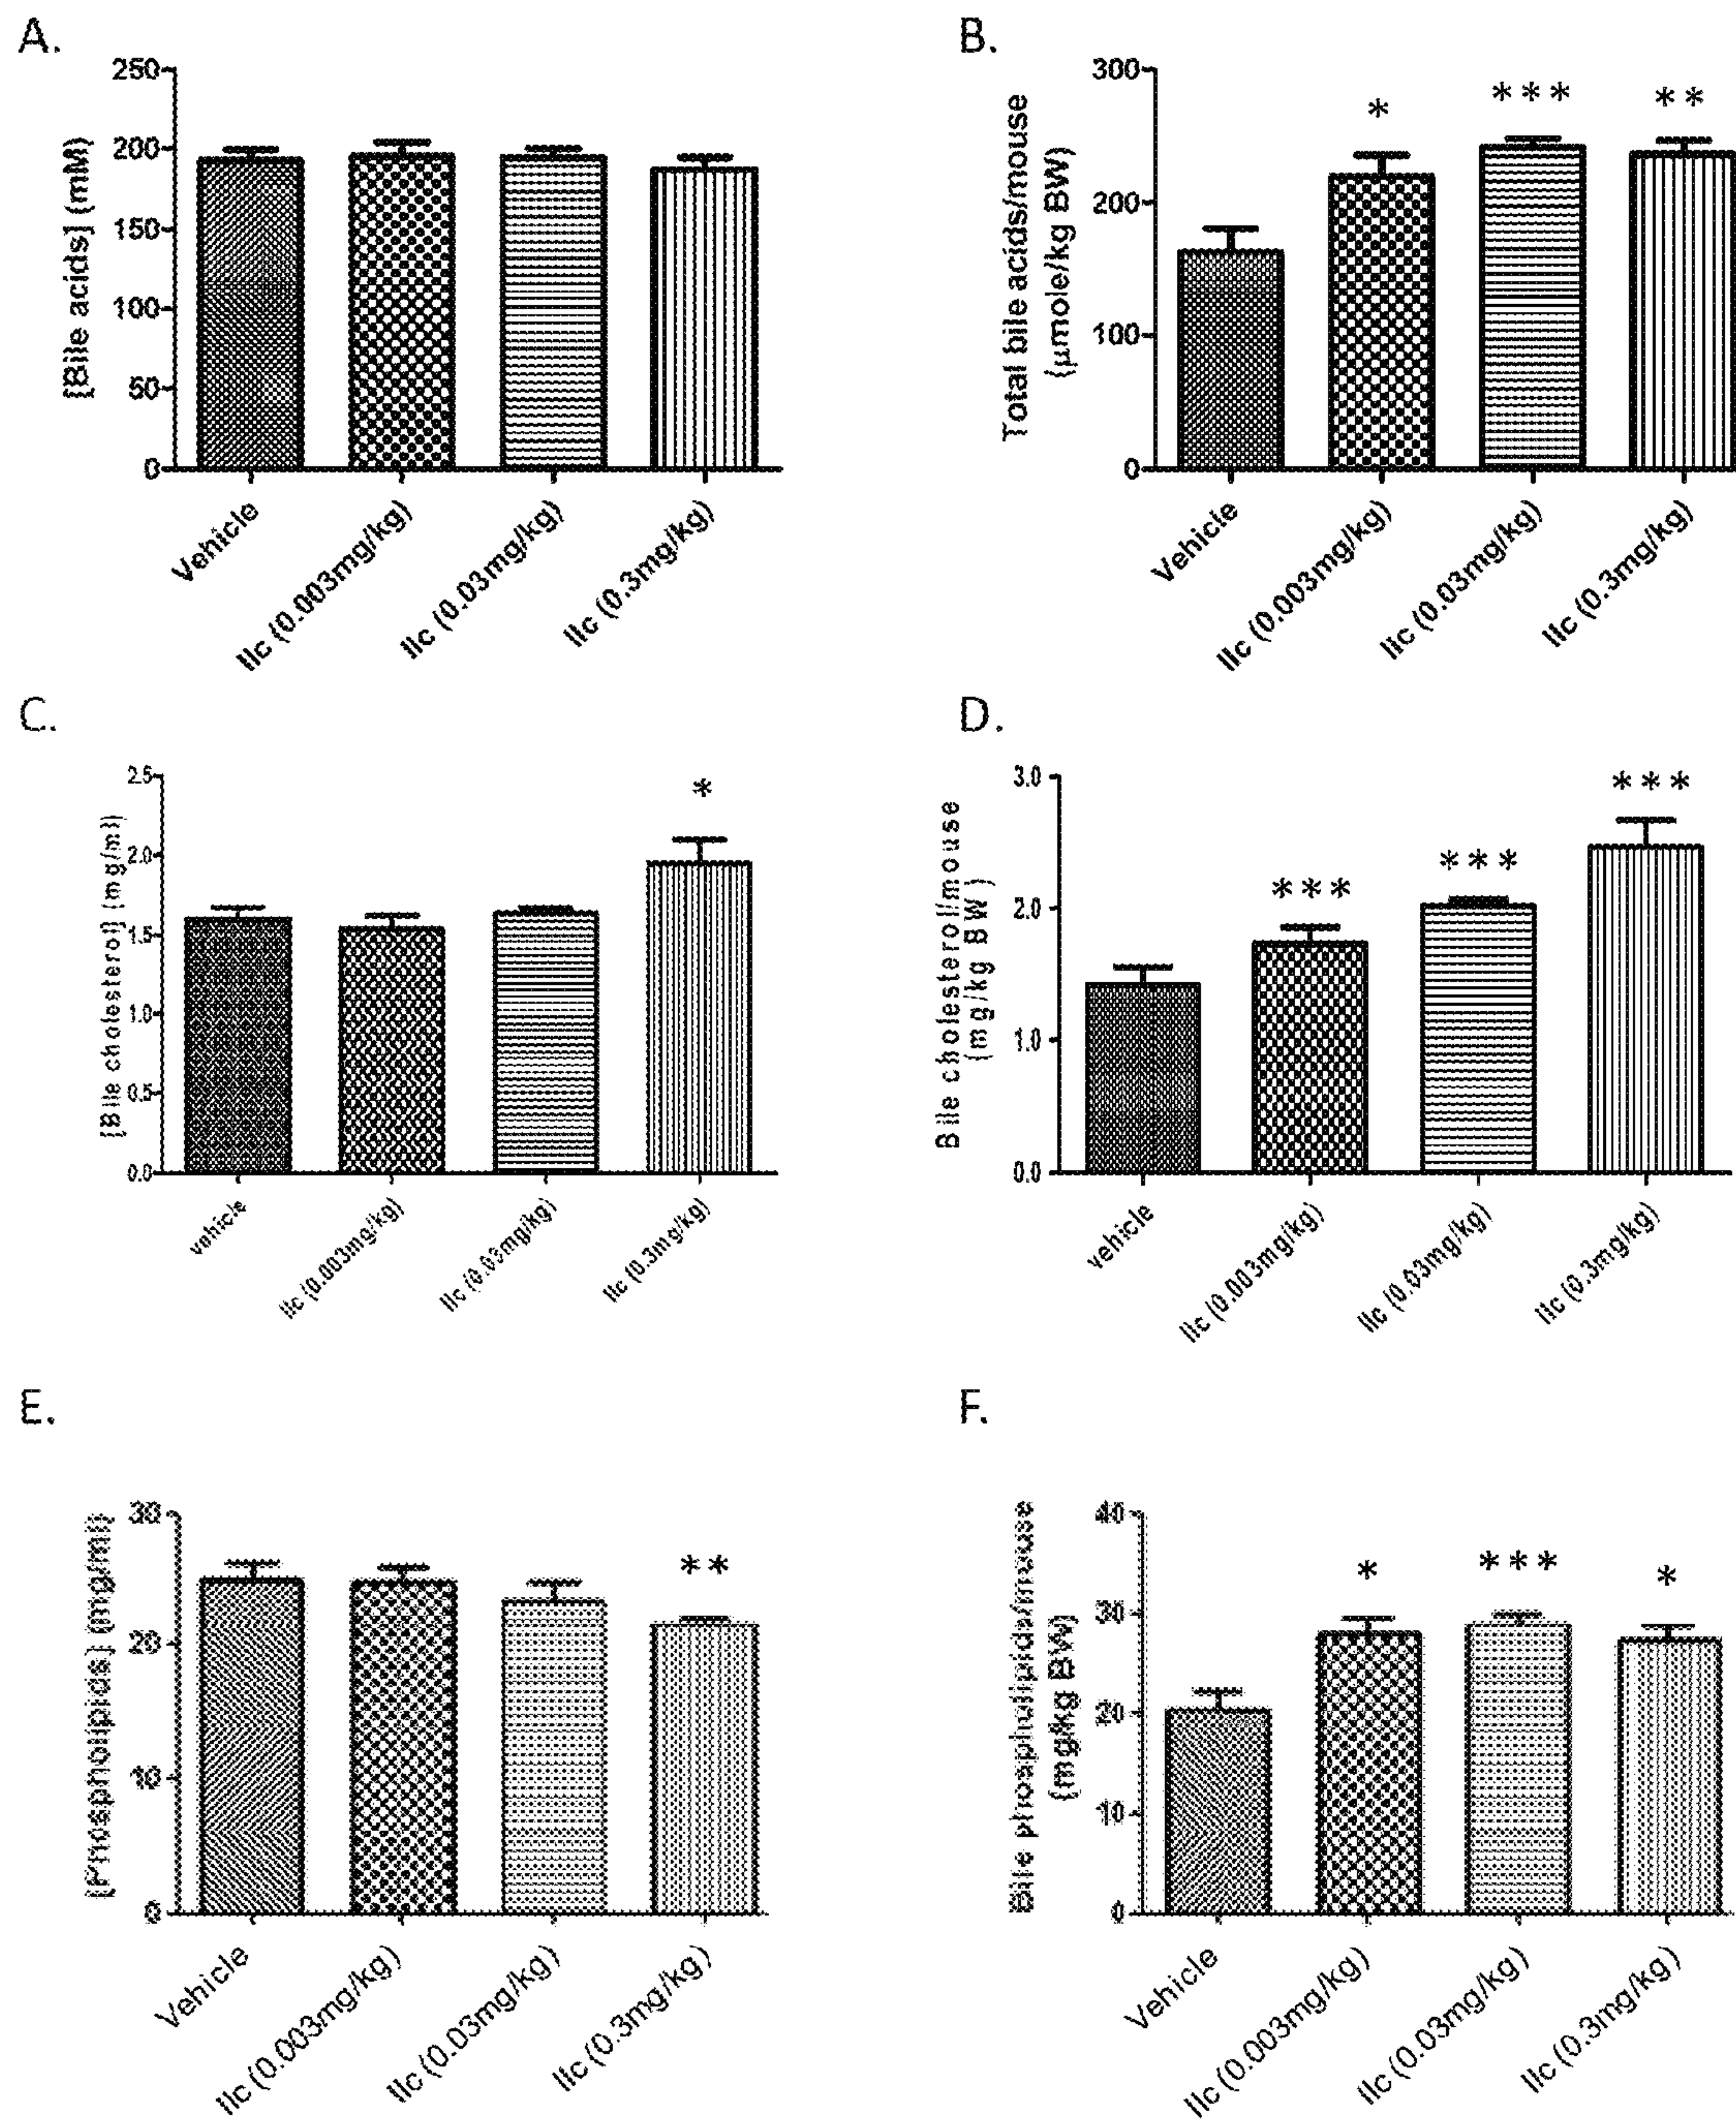 A.
[Bile acids] (mM)
250
200
150
100
50
0
Vehicle
IIc (0.003mg/kg)
IIc (0.03mg/kg)
IIc (0.3mg/kg)
B.
Total bile acids/mouse
(µmole/kg BW)
300
200
100
0
*
***
**
Vehicle
IIc (0.003mg/kg)
IIc (0.03mg/kg)
IIc (0.3mg/kg)
C.
[Bile cholesterol] (mg/ml)
2.5
2.0
1.5
1.0
0.5
0.0
*
vehicle
IIc (0.003mg/kg)
IIc (0.03mg/kg)
IIc (0.3mg/kg)
D.
Bile cholesterol/mouse
(mg/kg BW)
3.0
2.0
1.0
0.0
***
***
***
vehicle
IIc (0.003mg/kg)
IIc (0.03mg/kg)
IIc (0.3mg/kg)
E.
[Phospholipids] (mg/ml)
30
20
10
0
**
Vehicle
IIc (0.003mg/kg)
IIc (0.03mg/kg)
IIc (0.3mg/kg)
F.
Bile phospholipids/mouse
(mg/kg BW)
40
30
20
10
0
*
***
*
Vehicle
IIc (0.003mg/kg)
IIc (0.03mg/kg)
IIc (0.3mg/kg)